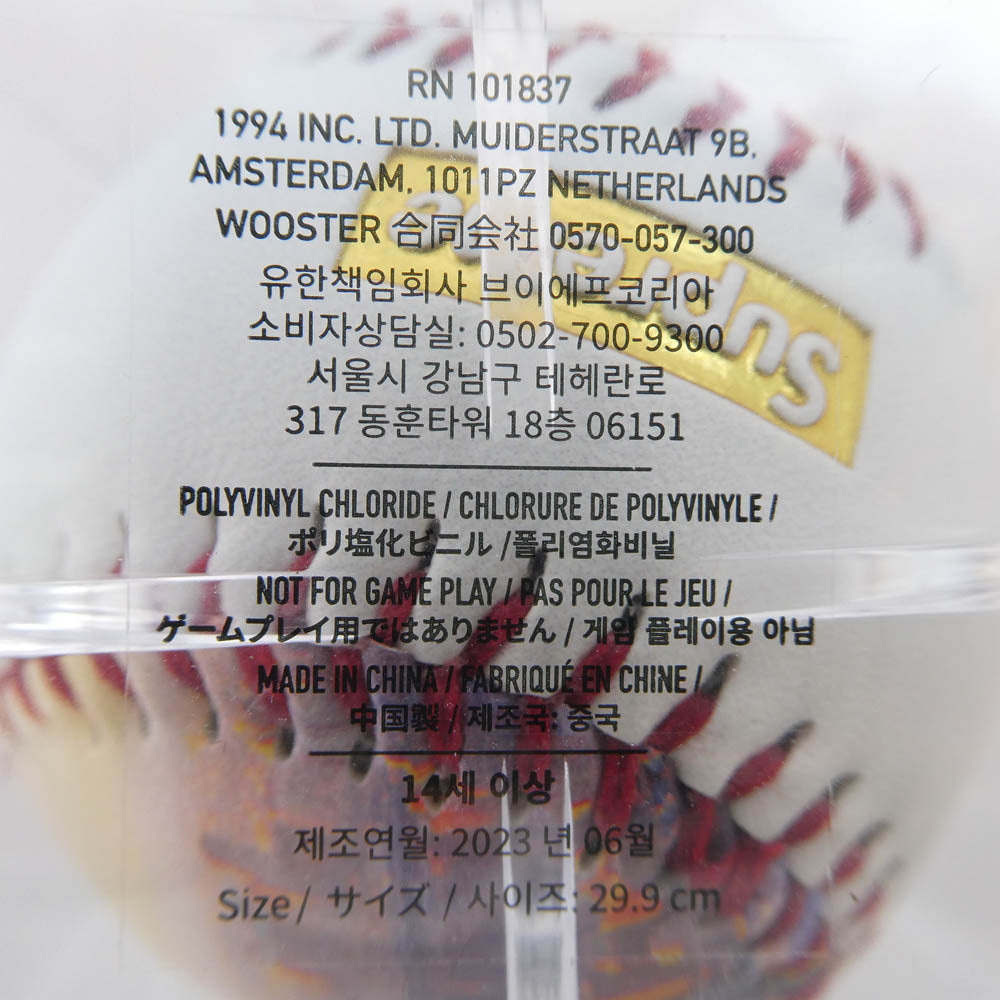 RN 101837
1994 INC. LTD. MUIDERSTRAAT 9B,
AMSTERDAM, 1011PZ NETHERLANDS
WOOSTER 合同会社 0570-057-300
유한책임회사 브이에프코리아
소비자상담실: 0502-700-9300
서울시 강남구 테헤란로
317 동훈타워 18층 06151
POLYVINYL CHLORIDE / CHLORURE DE POLYVINYLE /
ポリ塩化ビニル /폴리염화비닐
NOT FOR GAME PLAY / PAS POUR LE JEU /
ゲームプレイ用ではありません / 게임 플레이용 아님
MADE IN CHINA / FABRIQUÉ EN CHINE /
中国製 / 제조국: 중국
14세 이상
제조연월: 2023 년 06월
Size / サイズ / 사이즈: 29.9 cm
Supreme